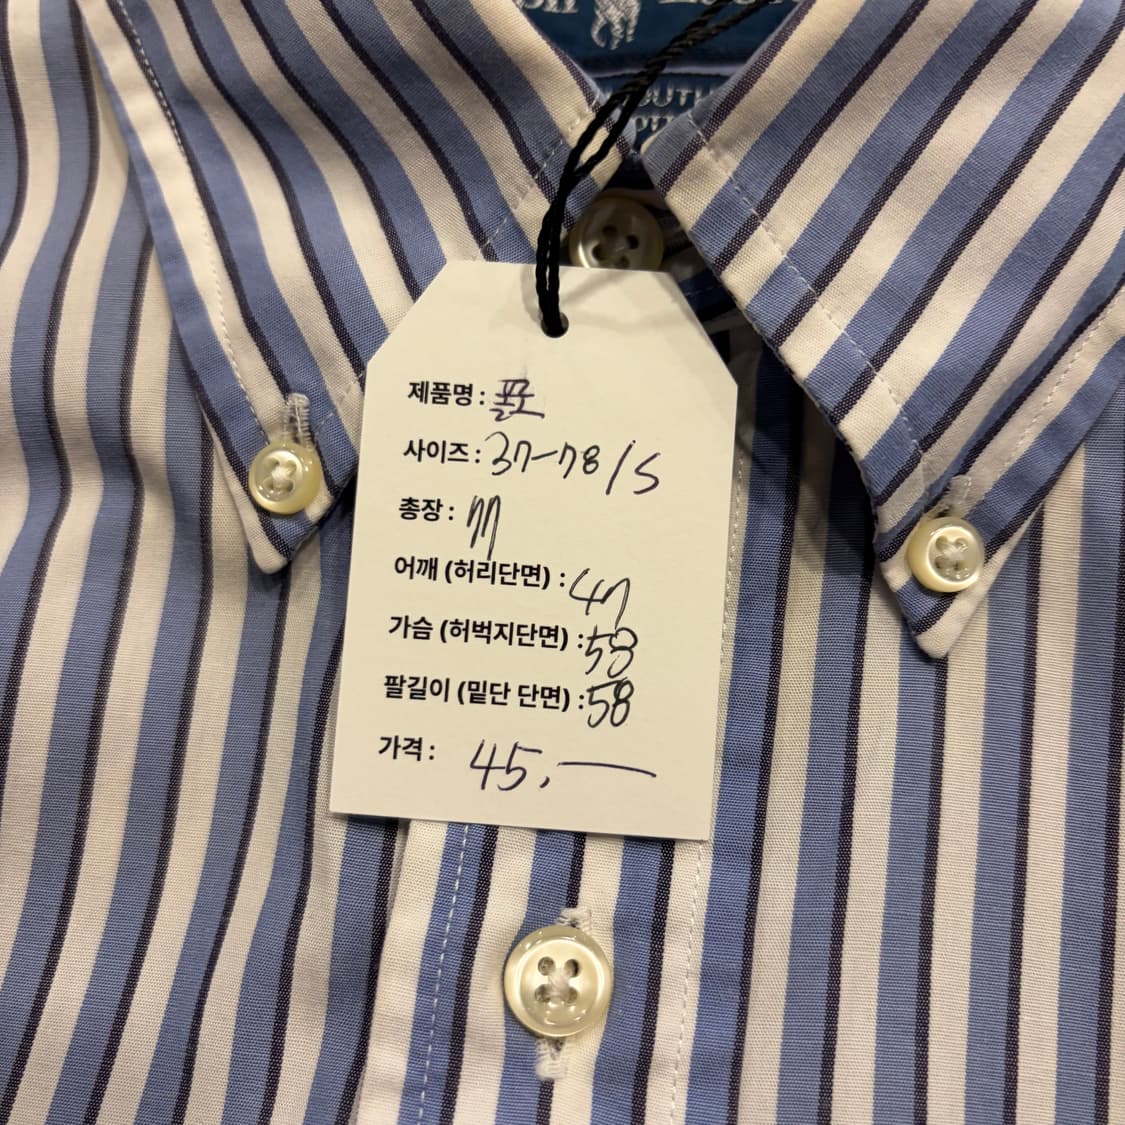 제품명 : 폴로
사이즈 : 37-78 / S
총장 : 77
어깨 (허리단면) : 47
가슴 (허벅지단면) : 53
팔길이 (밑단 단면) : 58
가격 : 45,—